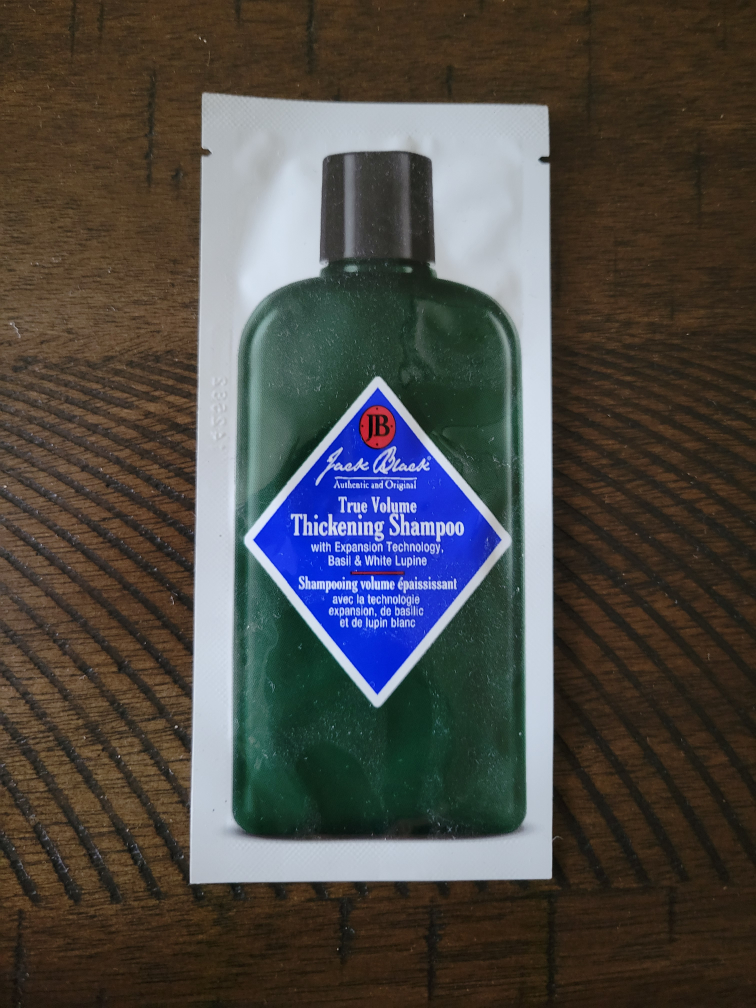 JB
Jack Black®
Authentic and Original
True Volume
Thickening Shampoo
with Expansion Technology,
Basil & White Lupine
Shampooing volume épaississant
avec la technologie
expansion, de basilic
et de lupin blanc